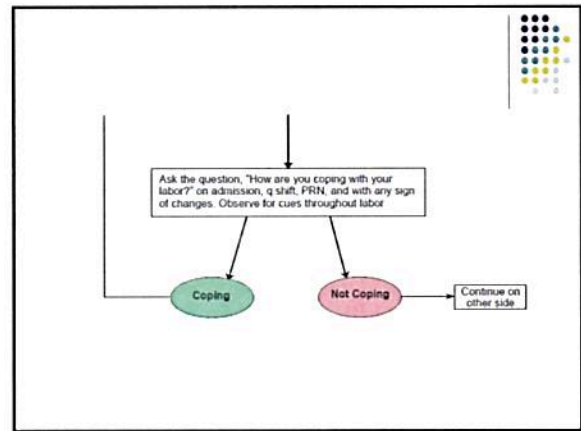 Ask the question, "How are you coping with your
labor?" on admission, q shift, PRN, and with any sign
of changes. Observe for cues throughout labor
Coping
Not Coping
Continue on
other side